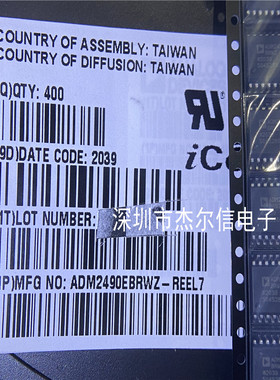 COUNTRY OF ASSEMBLY: TAIWAN
COUNTRY OF DIFFUSION: TAIWAN
Q)QTY: 400
9D)DATE CODE: 2039
1T)LOT NUMBER:
深圳市杰尔信电子
P)MFG NO: ADM2490EBRWZ-REEL7